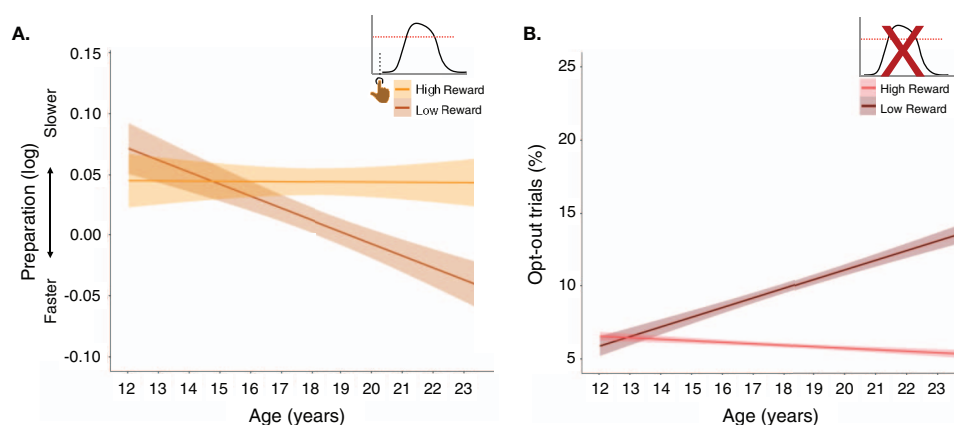 A.
0.15
0.10
0.05
0.00
-0.05
-0.10
Preparation (log)
Slower
Faster
High Reward
Low Reward
12 13 14 15 16 17 18 19 20 21 22 23
Age (years)
B.
25
20
15
10
5
Opt-out trials (%)
High Reward
Low Reward
12 13 14 15 16 17 18 19 20 21 22 23
Age (years)